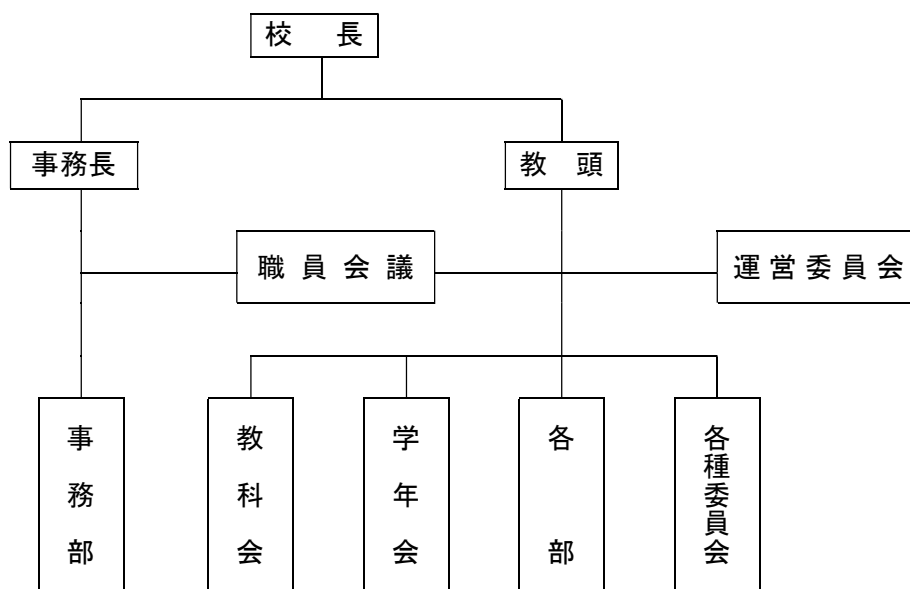 校　長
事務長
教　頭
職員会議
運営委員会
事務部
教科会
学年会
各　部
各種委員会